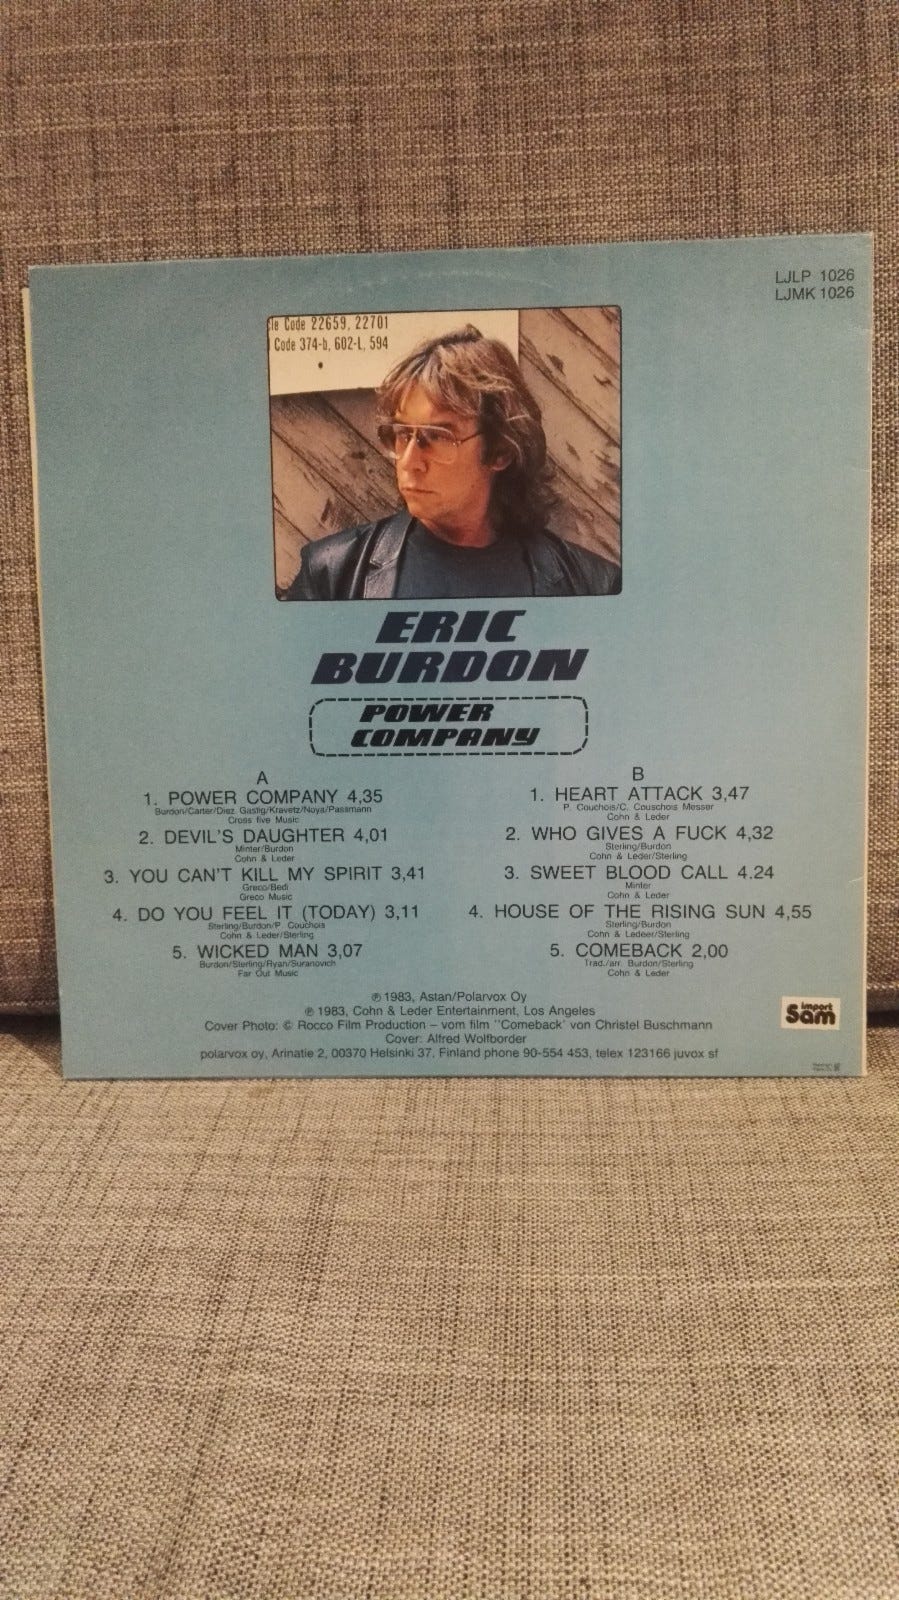 LJLP 1026
LJMK 1026
le Code 22659, 22701
Code 374-b, 602-L, 594
ERIC
BURDON
POWER
COMPANY
A
1. POWER COMPANY 4,35
Burdon/Carter/Diez. Gastig/Kravetz/Noya/Passmann
Cross five Music
2. DEVIL'S DAUGHTER 4,01
Minter/Burdon
Cohn & Leder
3. YOU CAN'T KILL MY SPIRIT 3,41
Greco/Bedi
Greco Music
4. DO YOU FEEL IT (TODAY) 3,11
Sterling/Burdon/P. Couchois
Cohn & Leder/Sterling
5. WICKED MAN 3,07
Burdon/Sterling/Ryan/Suranovich
Far Out Music
B
1. HEART ATTACK 3,47
P. Couchois/C. Couschois Messer
Cohn & Leder
2. WHO GIVES A FUCK 4,32
Sterling/Burdon
Cohn & Leder/Sterling
3. SWEET BLOOD CALL 4.24
Minter
Cohn & Leder
4. HOUSE OF THE RISING SUN 4,55
Sterling/Burdon
Cohn & Ledeer/Sterling
5. COMEBACK 2,00
Trad./arr. Burdon/Sterling
Cohn & Leder
℗ 1983, Astan/Polarvox Oy
℗ 1983, Cohn & Leder Entertainment, Los Angeles
Cover Photo: © Rocco Film Production – vom film "Comeback' von Christel Buschmann
Cover: Alfred Wolfborder
polarvox oy, Arinatie 2, 00370 Helsinki 37, Finland phone 90-554 453, telex 123166 juvox sf
import
Sam